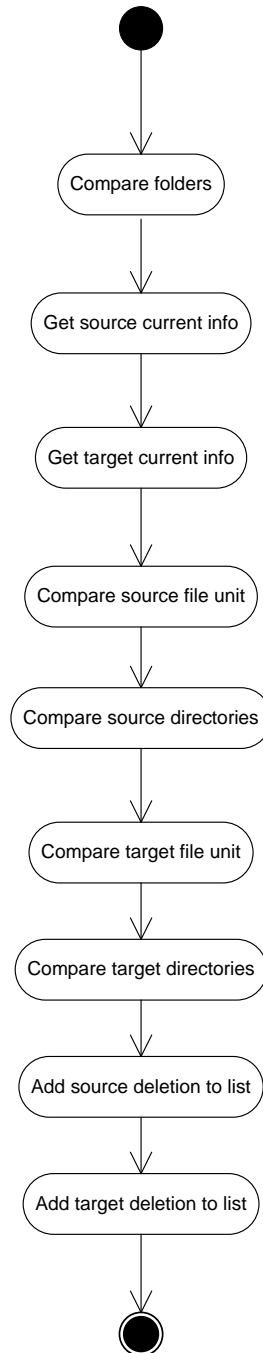 Compare folders
Get source current info
Get target current info
Compare source file unit
Compare source directories
Compare target file unit
Compare target directories
Add source deletion to list
Add target deletion to list